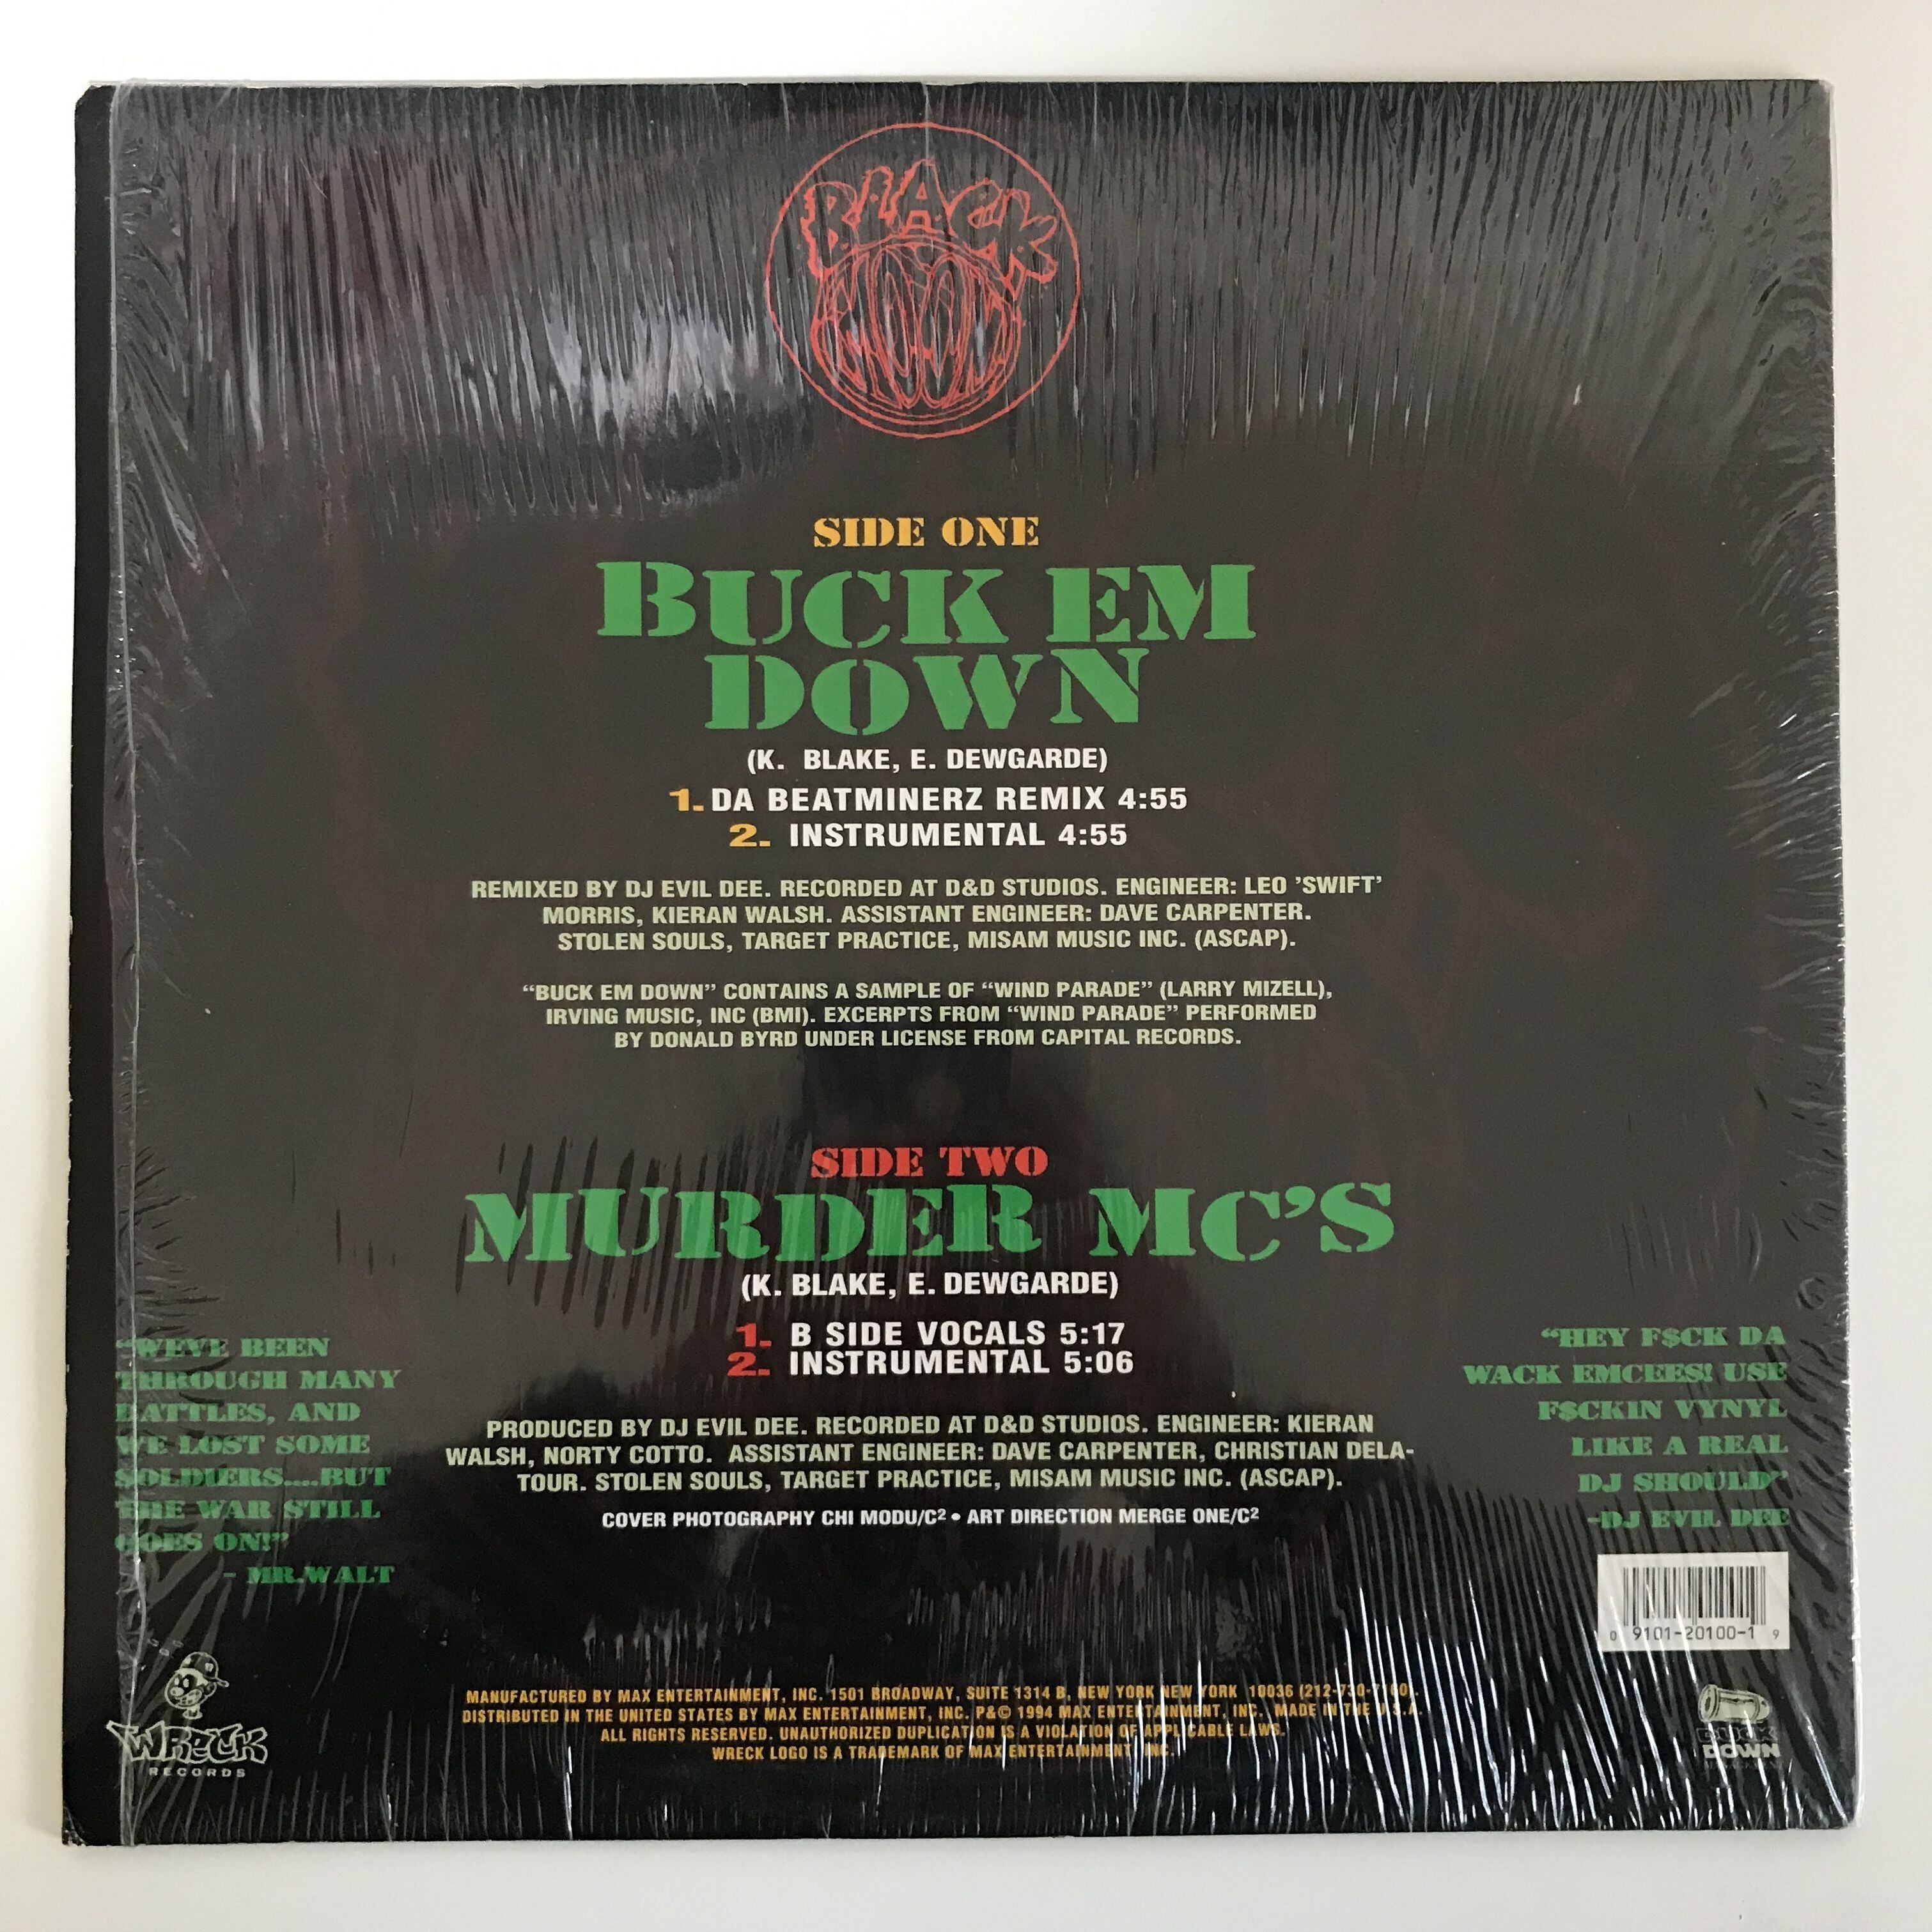 BLACK
MOON
SIDE ONE
BUCK EM
DOWN
(K. BLAKE, E. DEWGARDE)
1. DA BEATMINERZ REMIX 4:55
2. INSTRUMENTAL 4:55
REMIXED BY DJ EVIL DEE. RECORDED AT D&D STUDIOS. ENGINEER: LEO 'SWIFT'
MORRIS, KIERAN WALSH. ASSISTANT ENGINEER: DAVE CARPENTER.
STOLEN SOULS, TARGET PRACTICE, MISAM MUSIC INC. (ASCAP).
“BUCK EM DOWN” CONTAINS A SAMPLE OF “WIND PARADE” (LARRY MIZELL),
IRVING MUSIC, INC (BMI). EXCERPTS FROM “WIND PARADE” PERFORMED
BY DONALD BYRD UNDER LICENSE FROM CAPITAL RECORDS.
SIDE TWO
MURDER MC'S
(K. BLAKE, E. DEWGARDE)
1. B SIDE VOCALS 5:17
2. INSTRUMENTAL 5:06
PRODUCED BY DJ EVIL DEE. RECORDED AT D&D STUDIOS. ENGINEER: KIERAN
WALSH, NORTY COTTO. ASSISTANT ENGINEER: DAVE CARPENTER, CHRISTIAN DELA-
TOUR. STOLEN SOULS, TARGET PRACTICE, MISAM MUSIC INC. (ASCAP).
COVER PHOTOGRAPHY CHI MODU/C² • ART DIRECTION MERGE ONE/C²
“WEVE BEEN
THROUGH MANY
BATTLES, AND
WE LOST SOME
SOLDIERS....BUT
THE WAR STILL
GOES ON!”
- MR.WALT
“HEY F$CK DA
WACK EMCEES! USE
F$CKIN VYNYL
LIKE A REAL
DJ SHOULD”
-DJ EVIL DEE
0 9101-20100-1 9
MANUFACTURED BY MAX ENTERTAINMENT, INC. 1501 BROADWAY, SUITE 1314 B, NEW YORK NEW YORK 10036 (212-730-7160).
DISTRIBUTED IN THE UNITED STATES BY MAX ENTERTAINMENT, INC. P&© 1994 MAX ENTERTAINMENT, INC. MADE IN THE U.S.A.
ALL RIGHTS RESERVED. UNAUTHORIZED DUPLICATION IS A VIOLATION OF APPLICABLE LAWS.
WRECK LOGO IS A TRADEMARK OF MAX ENTERTAINMENT, INC.
WRECK
RECORDS
BUCK
DOWN
MANAGEMENT